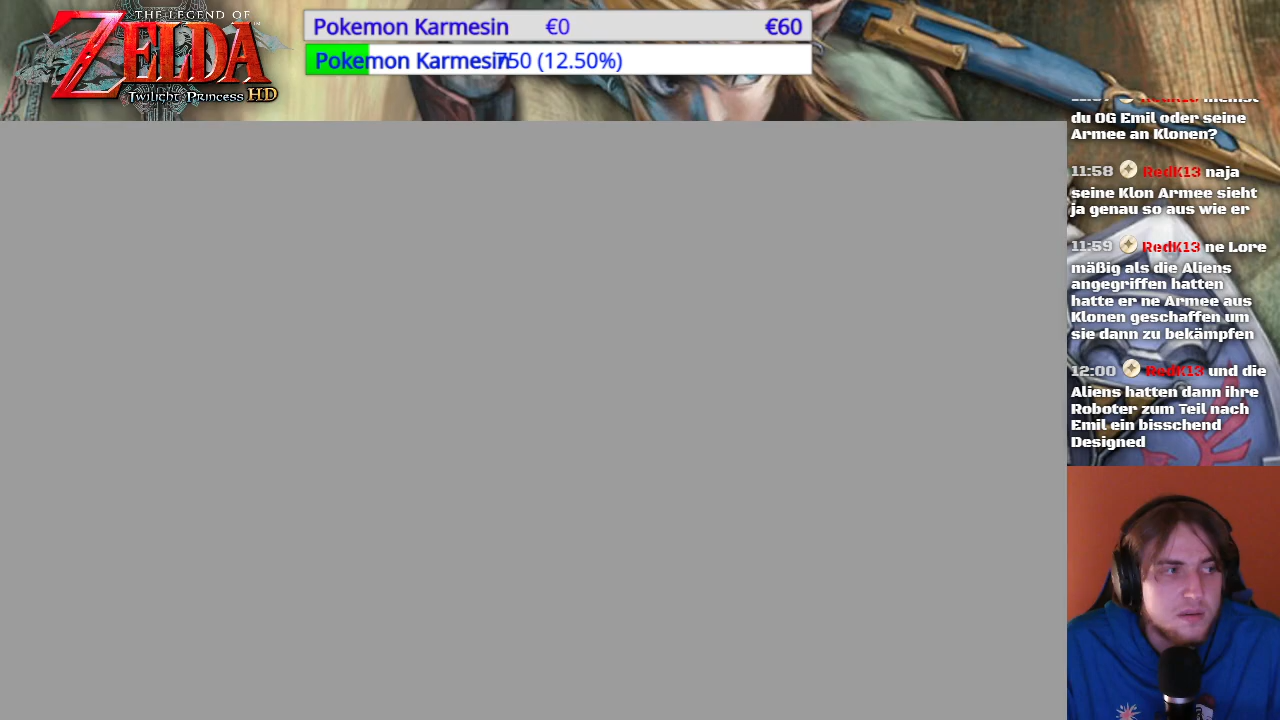 THE LEGEND OF
ZELDA
Twilight Princess HD
Pokemon Karmesin €0 €60
Pokemon Karmesin 750 (12.50%)
du OG Emil oder seine
Armee an Klonen?
11:58 RedK13 naja
seine Klon Armee sieht
ja genau so aus wie er
11:59 RedK13 ne Lore
mäßig als die Aliens
angegriffen hatten
hatte er ne Armee aus
Klonen geschaffen um
sie dann zu bekämpfen
12:00 RedK13 und die
Aliens hatten dann ihre
Roboter zum Teil nach
Emil ein bisschend
Designed